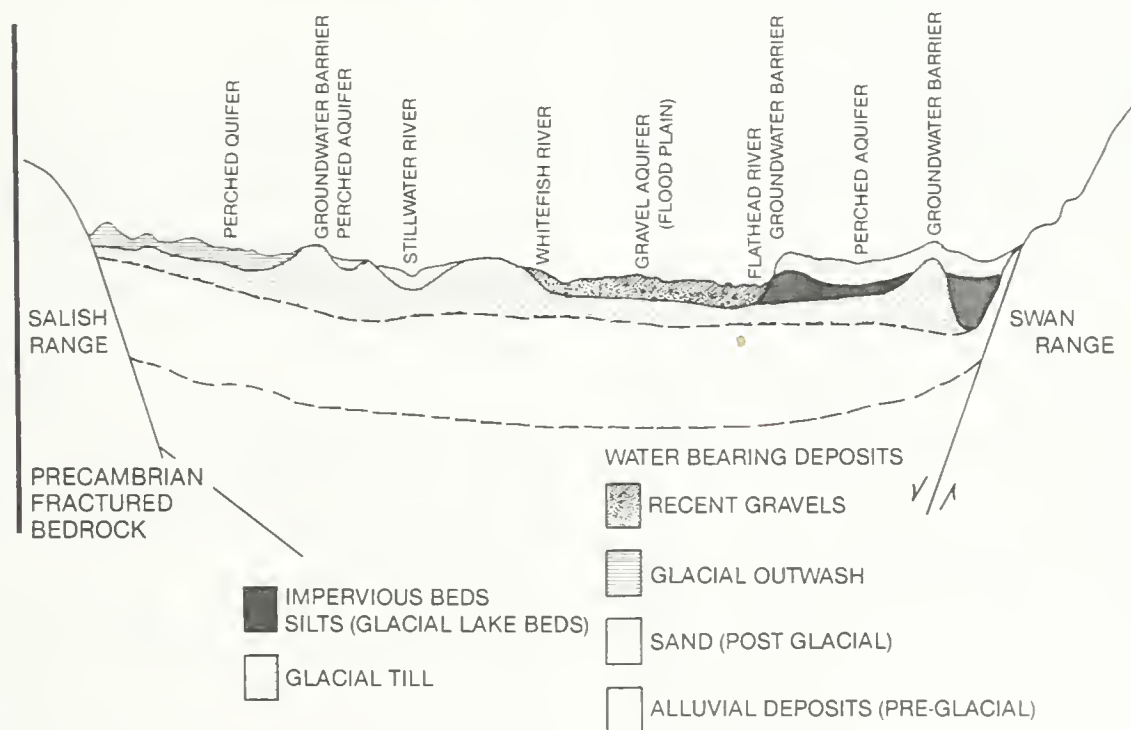 PERCHED QUIFER
GROUNDWATER BARRIER
PERCHED AQUIFER
STILLWATER RIVER
WHITEFISH RIVER
GRAVEL AQUIFER
(FLOOD PLAIN)
FLATHEAD RIVER
GROUNDWATER BARRIER
PERCHED AQUIFER
GROUNDWATER BARRIER
SALISH
RANGE
SWAN
RANGE
PRECAMBRIAN
FRACTURED
BEDROCK
IMPERVIOUS BEDS
SILTS (GLACIAL LAKE BEDS)
GLACIAL TILL
WATER BEARING DEPOSITS
RECENT GRAVELS
GLACIAL OUTWASH
SAND (POST GLACIAL)
ALLUVIAL DEPOSITS (PRE-GLACIAL)